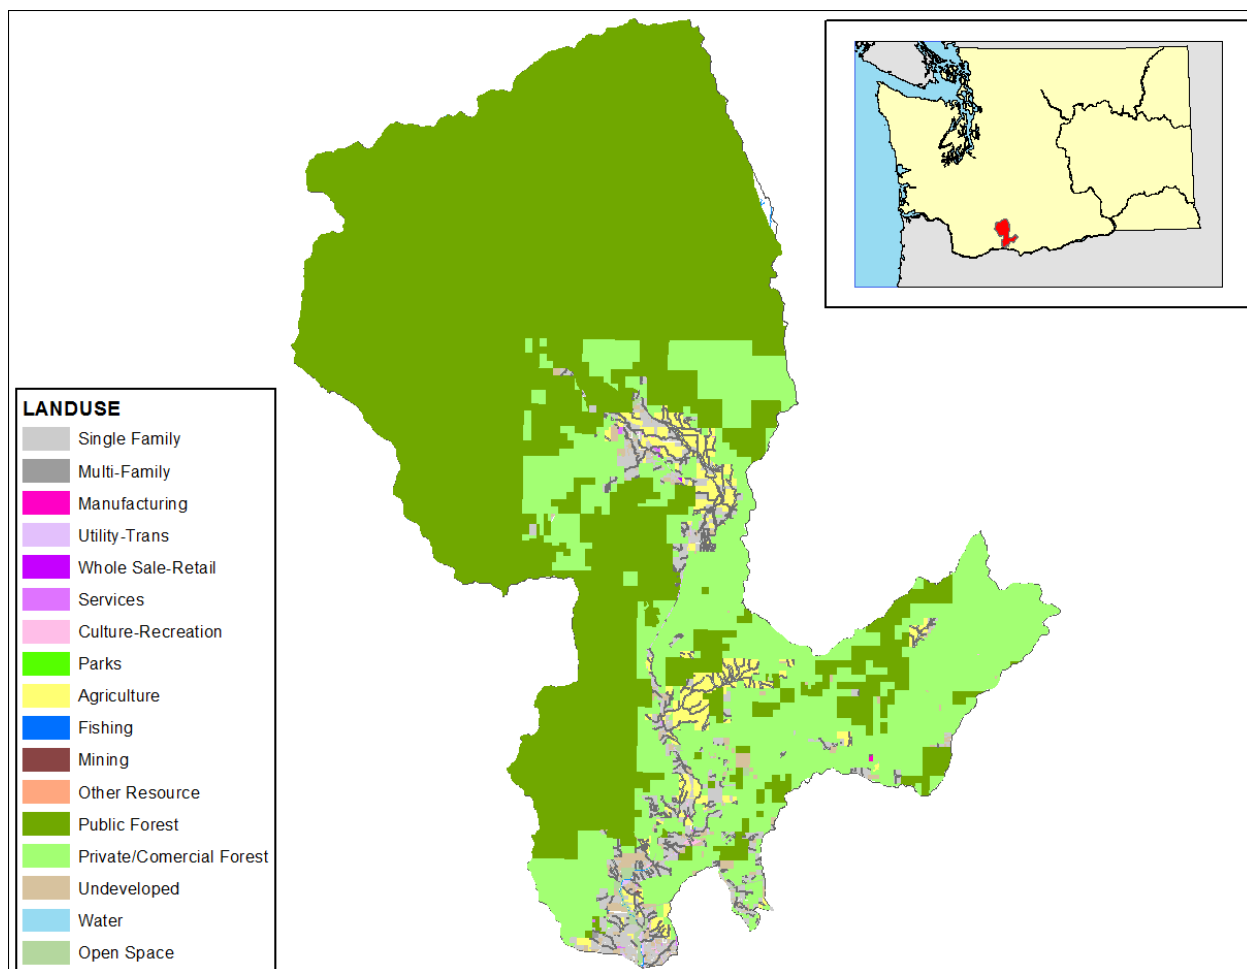 LANDUSE
Single Family
Multi-Family
Manufacturing
Utility-Trans
Whole Sale-Retail
Services
Culture-Recreation
Parks
Agriculture
Fishing
Mining
Other Resource
Public Forest
Private/Comercial Forest
Undeveloped
Water
Open Space